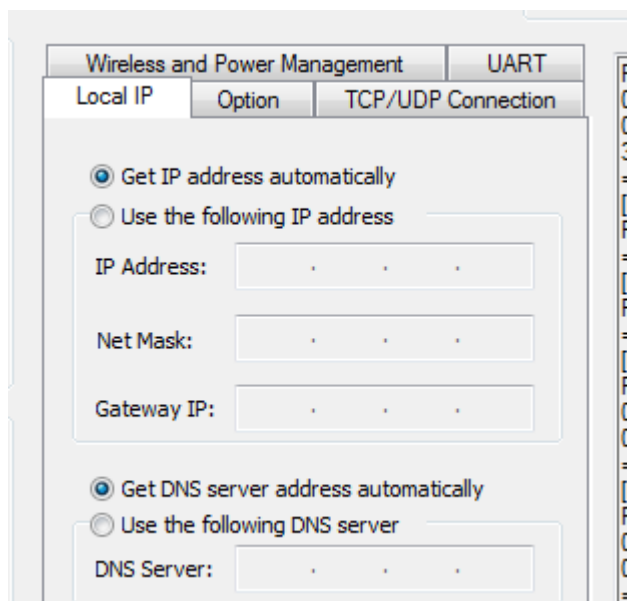 Wireless and Power Management UART
Local IP Option TCP/UDP Connection
Get IP address automatically
Use the following IP address
IP Address:
Net Mask:
Gateway IP:
Get DNS server address automatically
Use the following DNS server
DNS Server: